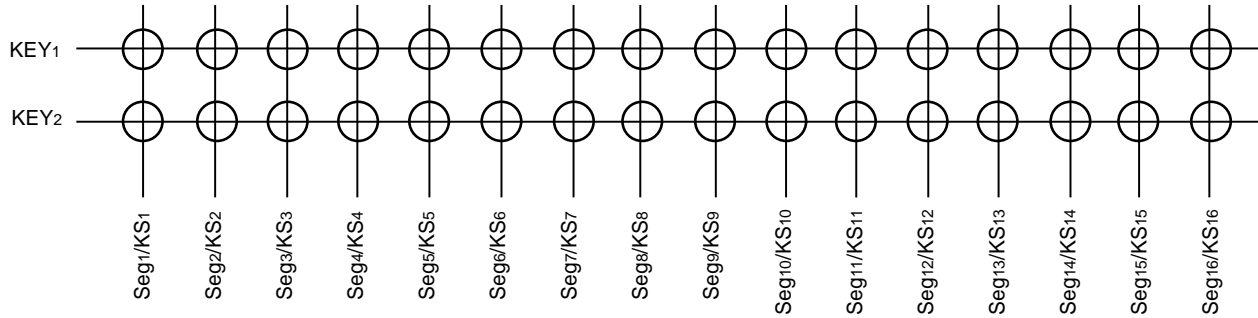 KEY1
KEY2
Seg1/KS1
Seg2/KS2
Seg3/KS3
Seg4/KS4
Seg5/KS5
Seg6/KS6
Seg7/KS7
Seg8/KS8
Seg9/KS9
Seg10/KS10
Seg11/KS11
Seg12/KS12
Seg13/KS13
Seg14/KS14
Seg15/KS15
Seg16/KS16